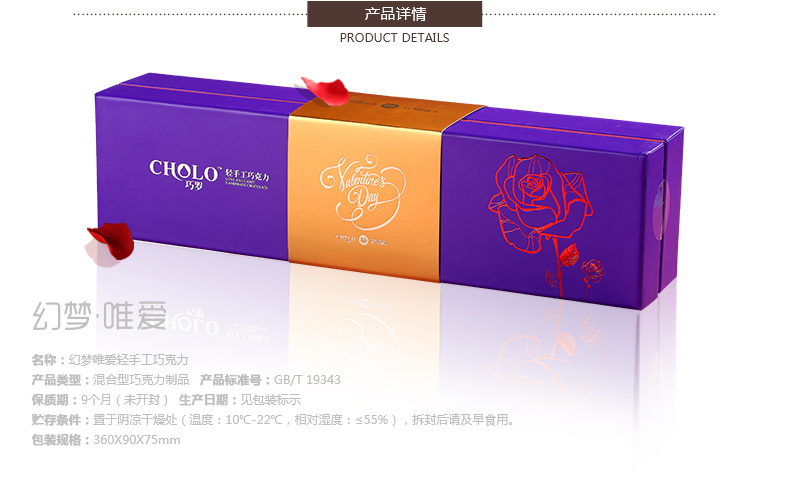 产品详情
PRODUCT DETAILS
CHOLO™
巧罗
轻手工巧克力
HANDMADE CHOCOLATE
Valentine's
Day
幻梦·唯爱
名称：幻梦唯爱轻手工巧克力
产品类型：混合型巧克力制品 产品标准号：GB/T 19343
保质期：9个月（未开封） 生产日期：见包装标示
贮存条件：置于阴凉干燥处（温度：10℃-22℃，相对湿度：≤55%），拆封后请及早食用。
包装规格：360X90X75mm